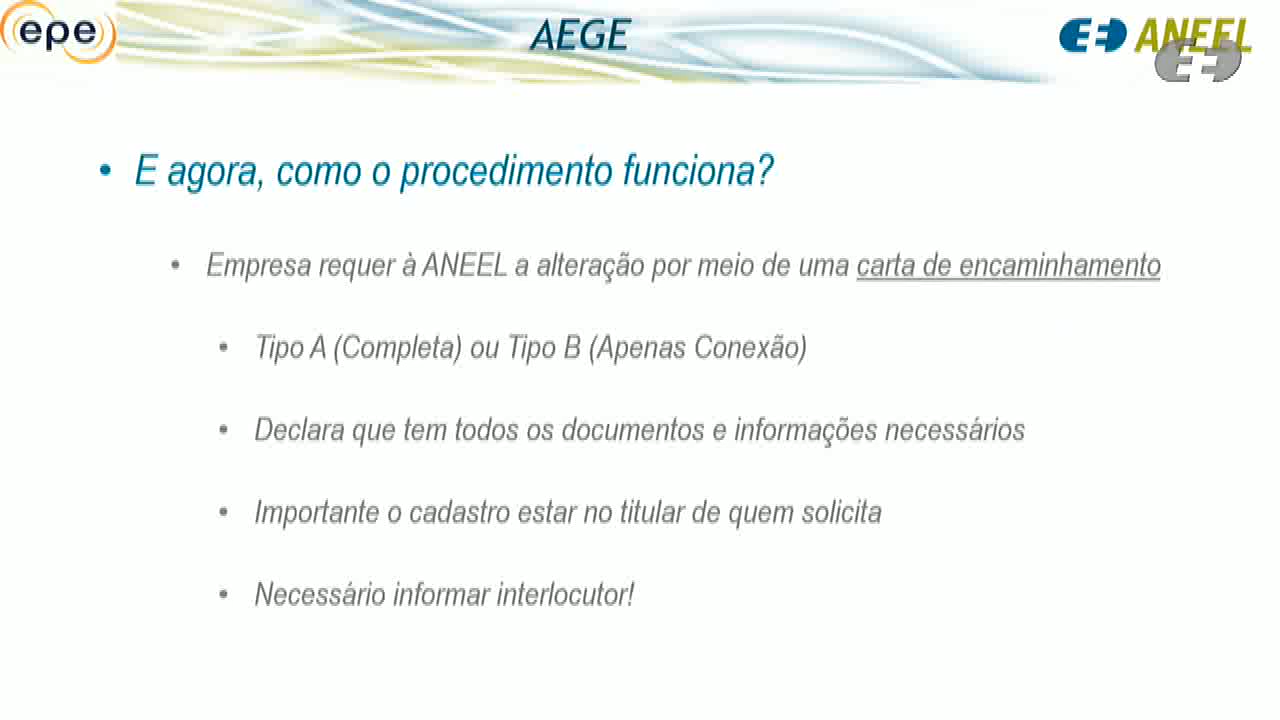 epe
AEGE
ANEEL
• E agora, como o procedimento funciona?
• Empresa requer à ANEEL a alteração por meio de uma carta de encaminhamento
• Tipo A (Completa) ou Tipo B (Apenas Conexão)
• Declara que tem todos os documentos e informações necessários
• Importante o cadastro estar no titular de quem solicita
• Necessário informar interlocutor!